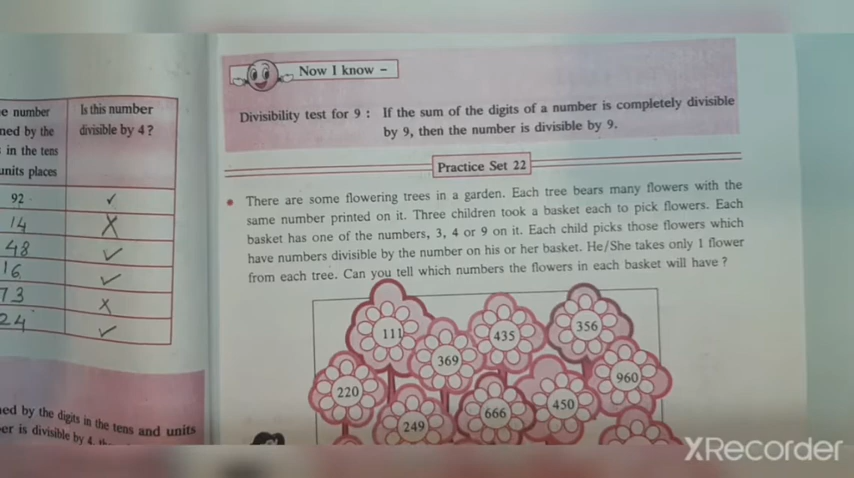 e number
ned by the
in the tens
units places
Is this number
divisible by 4 ?
92 ✓
14 X
48 ✓
16 ✓
73 X
24 ✓
ned by the digits in the tens and units
er is divisible by 4,
Now I know –
Divisibility test for 9 : If the sum of the digits of a number is completely divisible
by 9, then the number is divisible by 9.
Practice Set 22
• There are some flowering trees in a garden. Each tree bears many flowers with the
same number printed on it. Three children took a basket each to pick flowers. Each
basket has one of the numbers, 3, 4 or 9 on it. Each child picks those flowers which
have numbers divisible by the number on his or her basket. He/She takes only 1 flower
from each tree. Can you tell which numbers the flowers in each basket will have ?
111
369
435
356
220
249
666
450
960
XRecorder